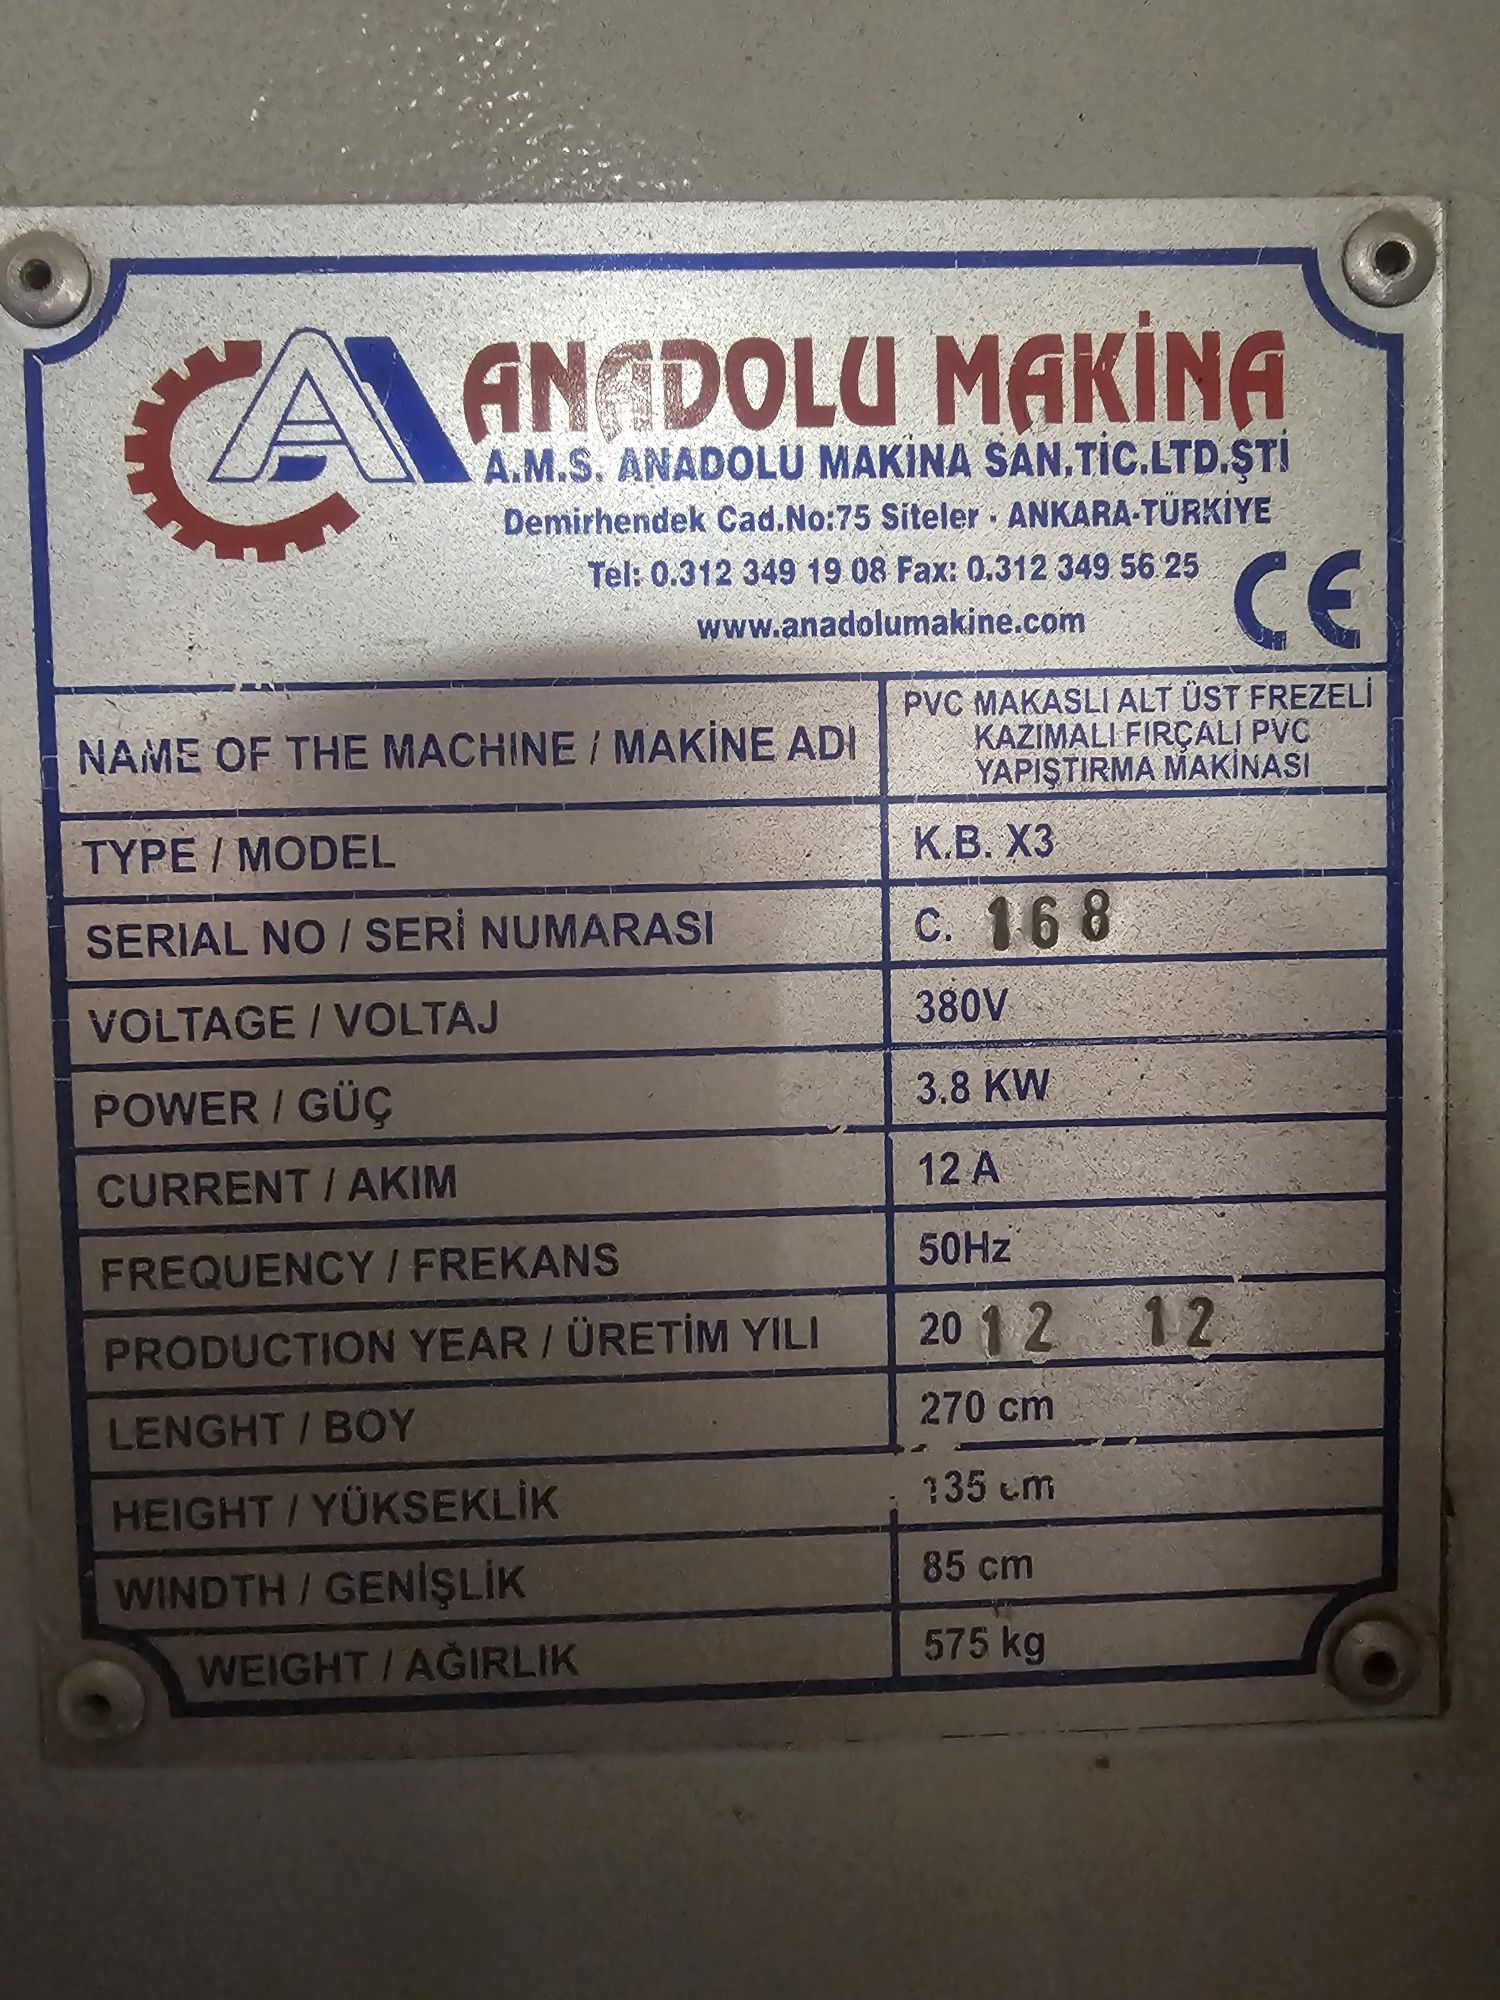 ANADOLU MAKİNA
A.M.S. ANADOLU MAKİNA SAN.TİC.LTD.ŞTİ
Demirhendek Cad.No:75 Siteler - ANKARA-TÜRKİYE
Tel: 0.312 349 19 08 Fax: 0.312 349 56 25
www.anadolumakine.com
CE
NAME OF THE MACHINE / MAKİNE ADI
PVC MAKASLI ALT ÜST FREZELİ
KAZIMALI FIRÇALI PVC
YAPIŞTIRMA MAKİNASI
TYPE / MODEL K.B. X3
SERIAL NO / SERİ NUMARASI C. 168
VOLTAGE / VOLTAJ 380V
POWER / GÜÇ 3.8 KW
CURRENT / AKIM 12 A
FREQUENCY / FREKANS 50Hz
PRODUCTION YEAR / ÜRETİM YILI 2012 12
LENGHT / BOY 270 cm
HEIGHT / YÜKSEKLİK 135 cm
WINDTH / GENİŞLİK 85 cm
WEIGHT / AĞIRLIK 575 kg